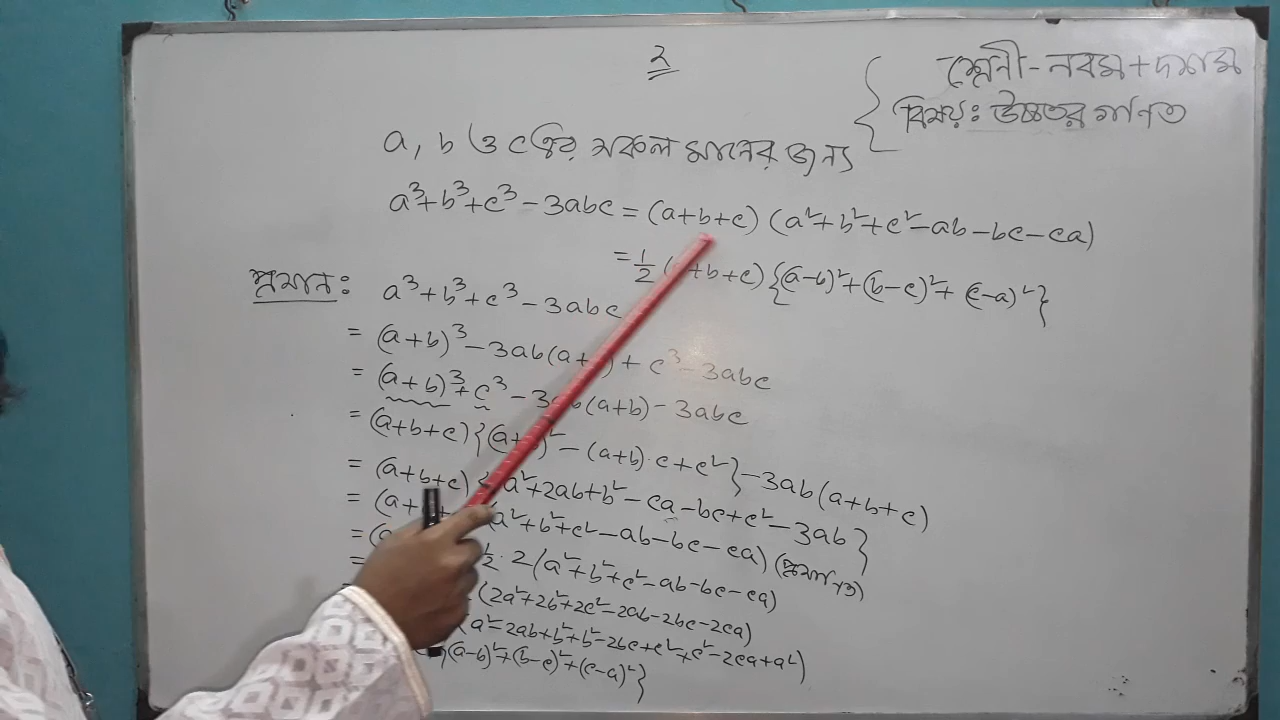 ২
শ্রেনী - নবম + দশম
বিষয়ঃ উচ্চতর গণিত
a, b ও c এর সকল মানের জন্য
a³+b³+c³-3abc = (a+b+c) (a²+b²+c²-ab-bc-ca)
= ½ (a+b+c) {(a-b)²+(b-c)²+ (c-a)²}
প্রমানঃ a³+b³+c³-3abc
= (a+b)³-3ab(a+ ) + c³-3abc
= (a+b)³+c³-3ab(a+b)-3abc
= (a+b+c) {(a+b)²-(a+b).c+c²}-3ab(a+b+c)
= (a+b+c) {a²+2ab+b²-ca-bc+c²-3ab}
= (a+ (a²+b²+c²-ab-bc-ca) (প্রমাণিত)
= (a ½.2(a²+b²+c²-ab-bc-ca)
= (2a²+2b²+2c²-2ab-2bc-2ca)
(a²-2ab+b²+b²-2bc+c²+c²-2ca+a²)
{(a-b)²+(b-c)²+(c-a)²}